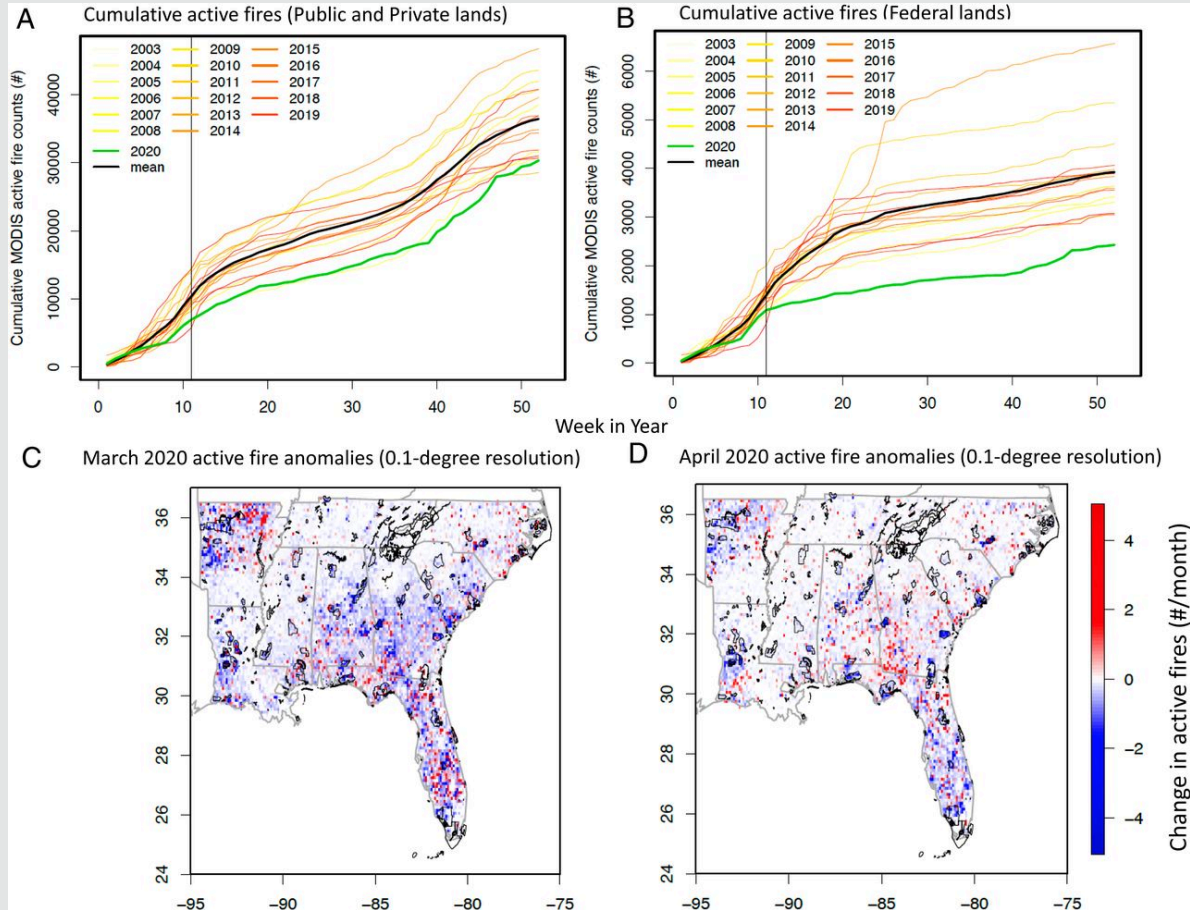 A
Cumulative active fires (Public and Private lands)
Cumulative MODIS active fire counts (#)
2003 2009 2015
2004 2010 2016
2005 2011 2017
2006 2012 2018
2007 2013 2019
2008 2014
2020
mean
40000
30000
20000
10000
0
0 10 20 30 40 50
B
Cumulative active fires (Federal lands)
Cumulative MODIS active fire counts (#)
2003 2009 2015
2004 2010 2016
2005 2011 2017
2006 2012 2018
2007 2013 2019
2008 2014
2020
mean
6000
5000
4000
3000
2000
1000
0
0 10 20 30 40 50
Week in Year
C
March 2020 active fire anomalies (0.1-degree resolution)
36
34
32
30
28
26
24
−95 −90 −85 −80 −75
D
April 2020 active fire anomalies (0.1-degree resolution)
36
34
32
30
28
26
24
−95 −90 −85 −80 −75
4
2
0
−2
−4
Change in active fires (#/month)